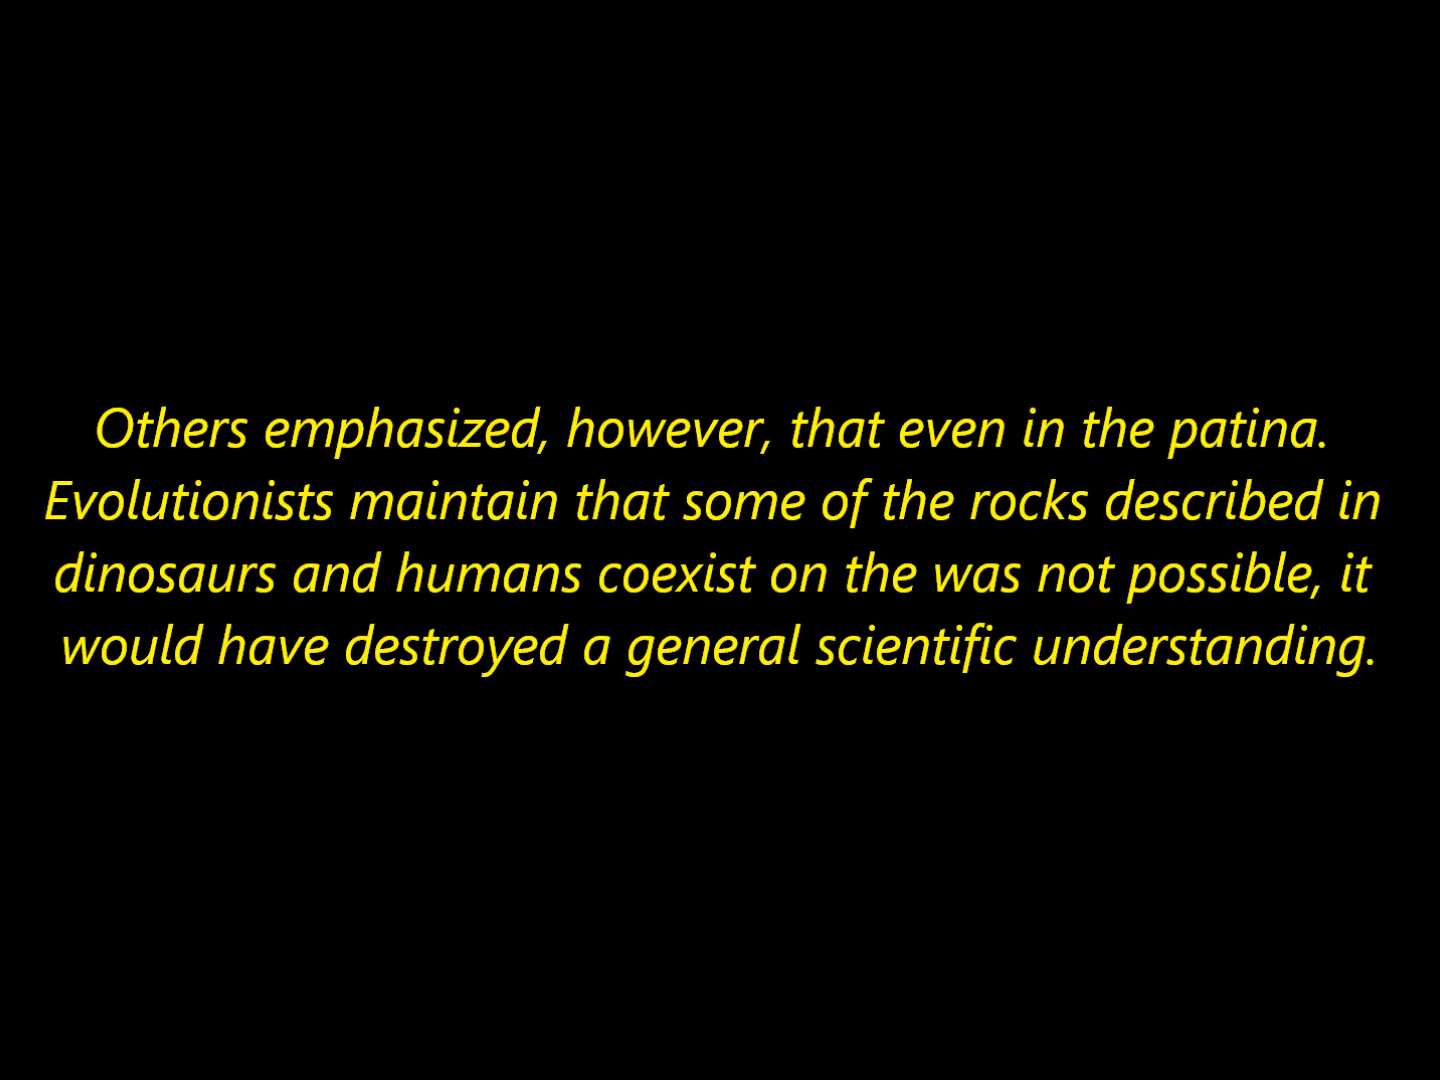 Others emphasized, however, that even in the patina.
Evolutionists maintain that some of the rocks described in
dinosaurs and humans coexist on the was not possible, it
would have destroyed a general scientific understanding.